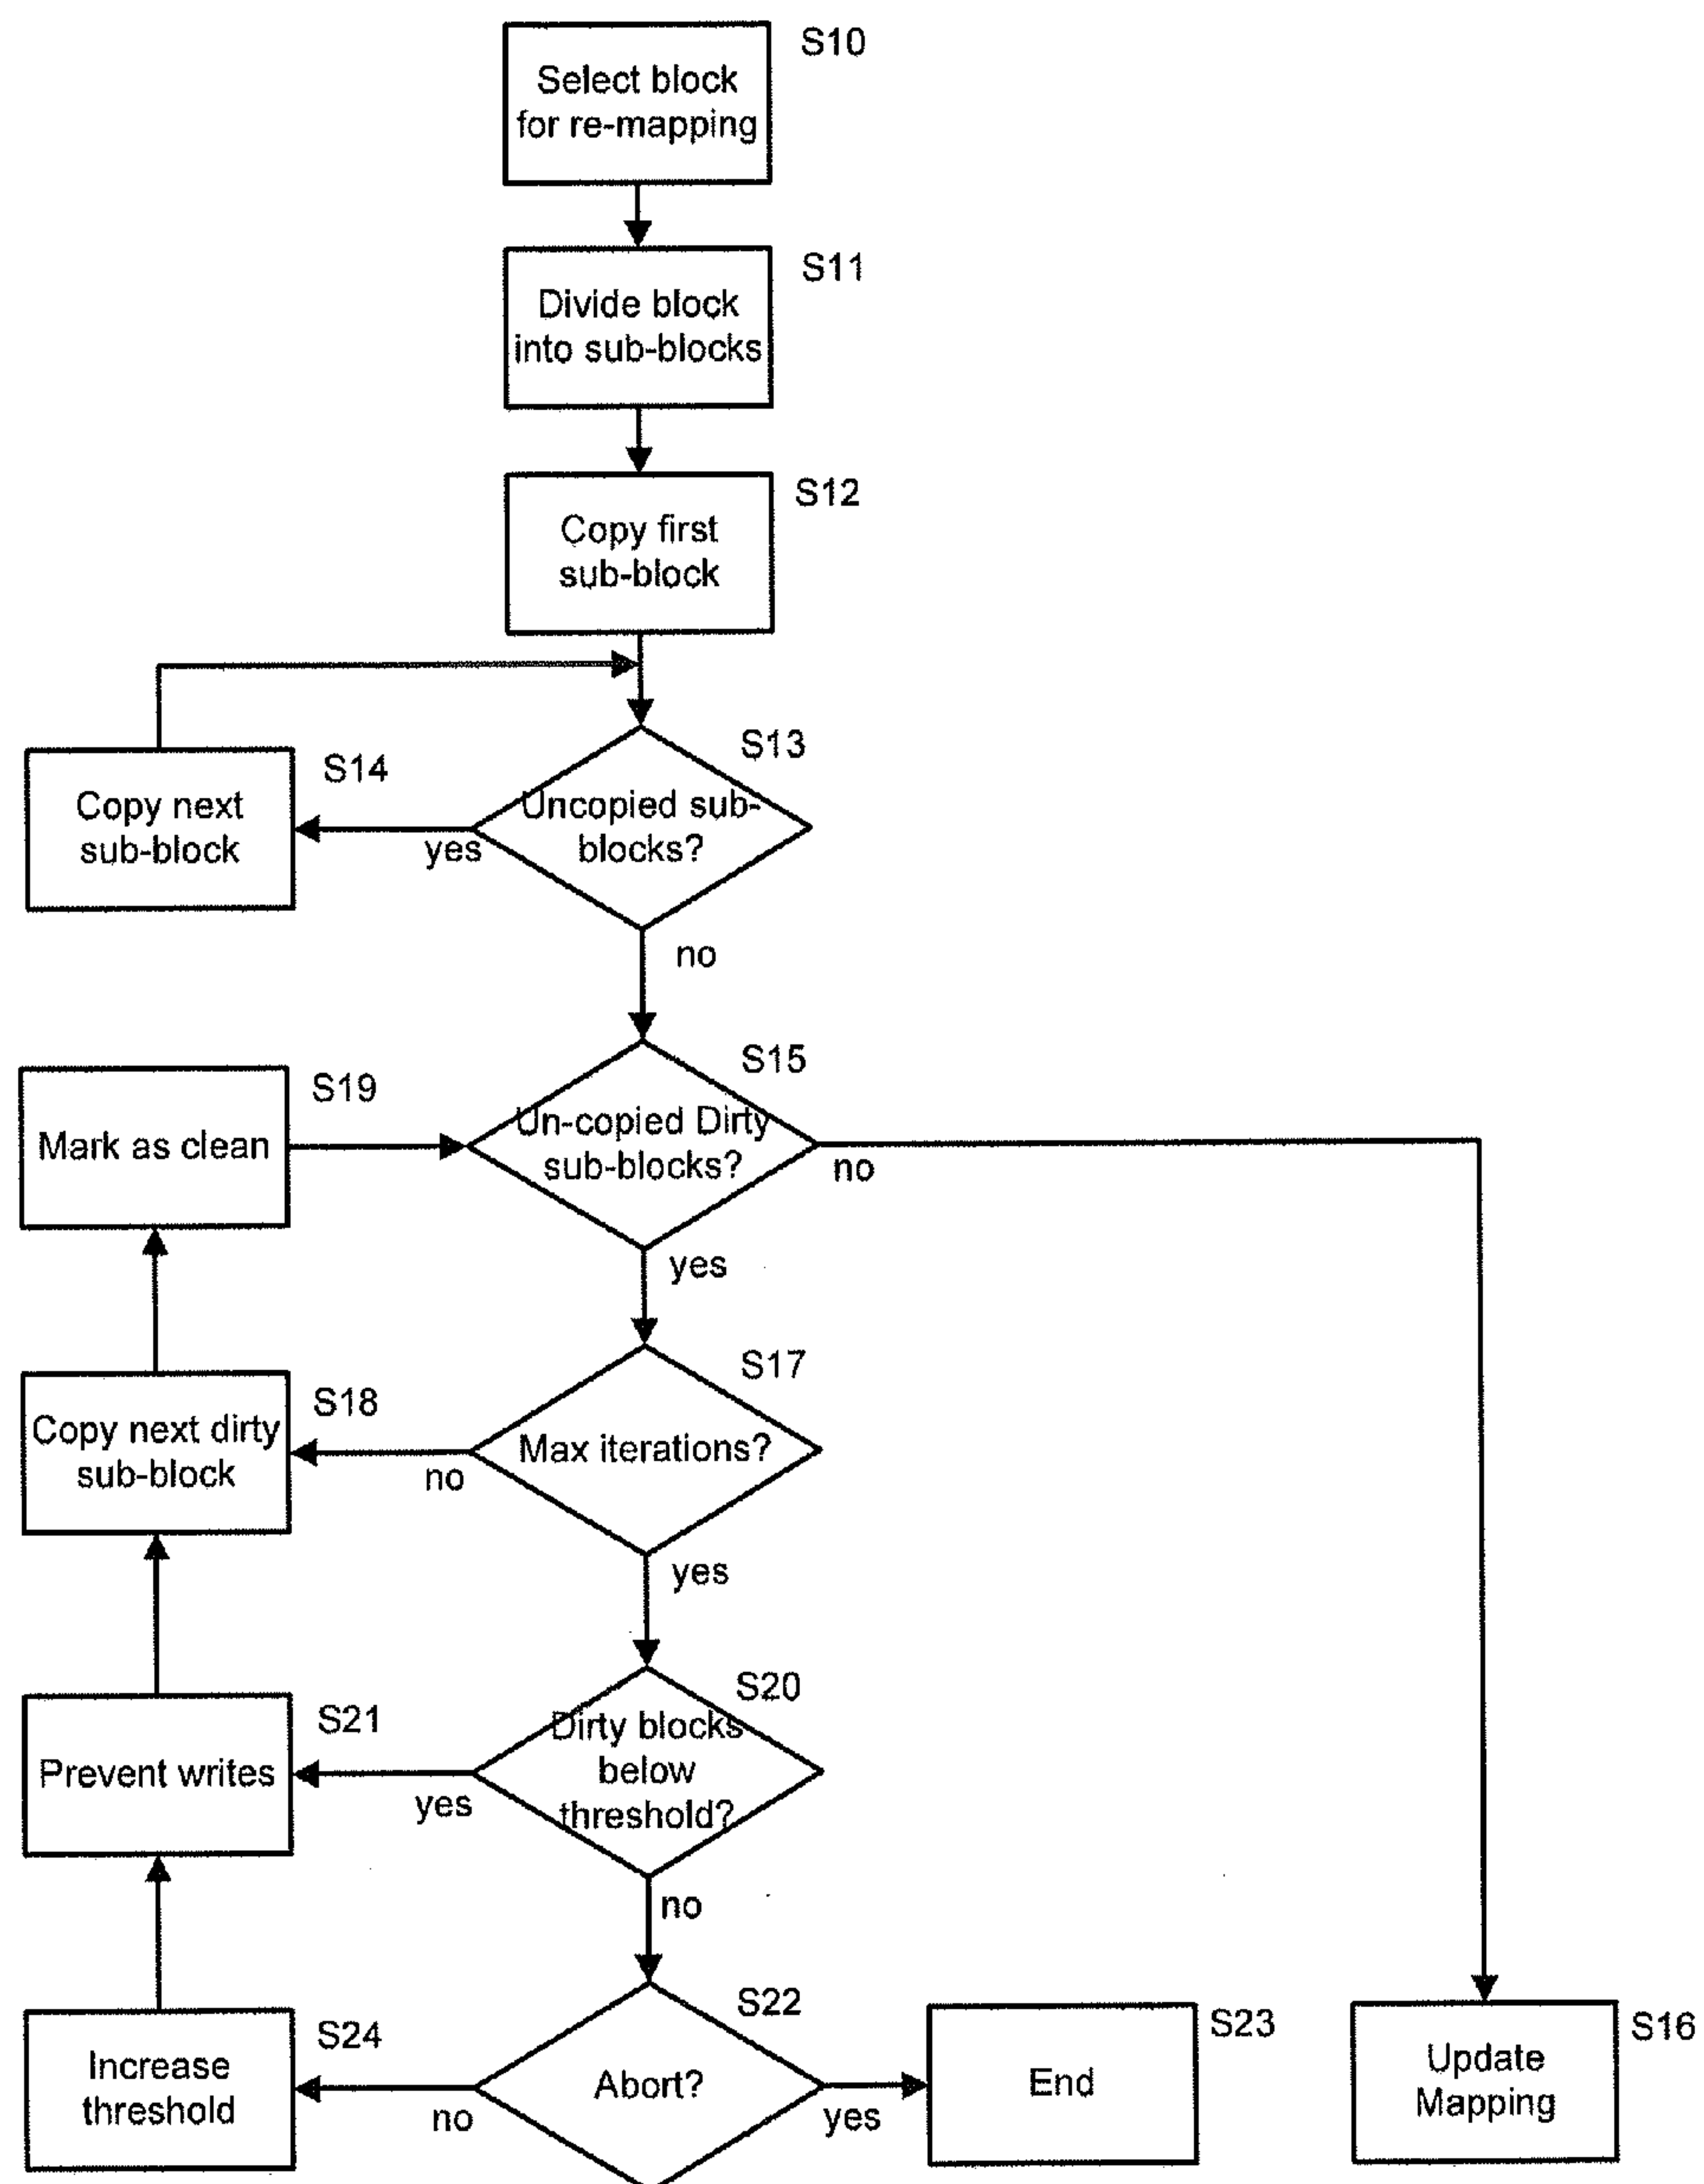 S10
Select block
for re-mapping
S11
Divide block
into sub-blocks
S12
Copy first
sub-block
S13
Uncopied sub-
blocks?
S14
Copy next
sub-block
yes
no
S15
Un-copied Dirty
sub-blocks?
S19
Mark as clean
no
yes
S17
Max iterations?
S18
Copy next dirty
sub-block
no
yes
S20
Dirty blocks
below
threshold?
S21
Prevent writes
yes
no
S22
Abort?
S24
Increase
threshold
no
yes
S23
End
S16
Update
Mapping